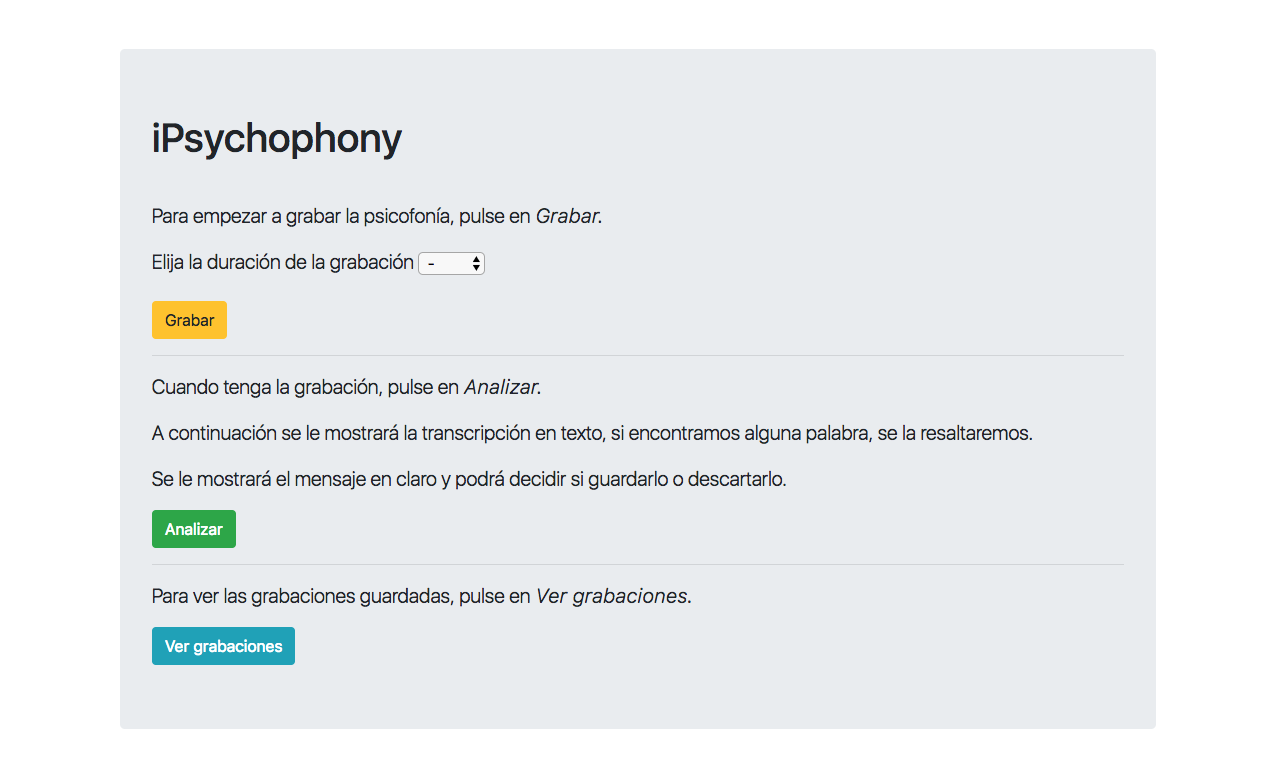 iPsychophony
Para empezar a grabar la psicofonía, pulse en Grabar.
Elija la duración de la grabación -
Grabar
Cuando tenga la grabación, pulse en Analizar.
A continuación se le mostrará la transcripción en texto, si encontramos alguna palabra, se la resaltaremos.
Se le mostrará el mensaje en claro y podrá decidir si guardarlo o descartarlo.
Analizar
Para ver las grabaciones guardadas, pulse en Ver grabaciones.
Ver grabaciones